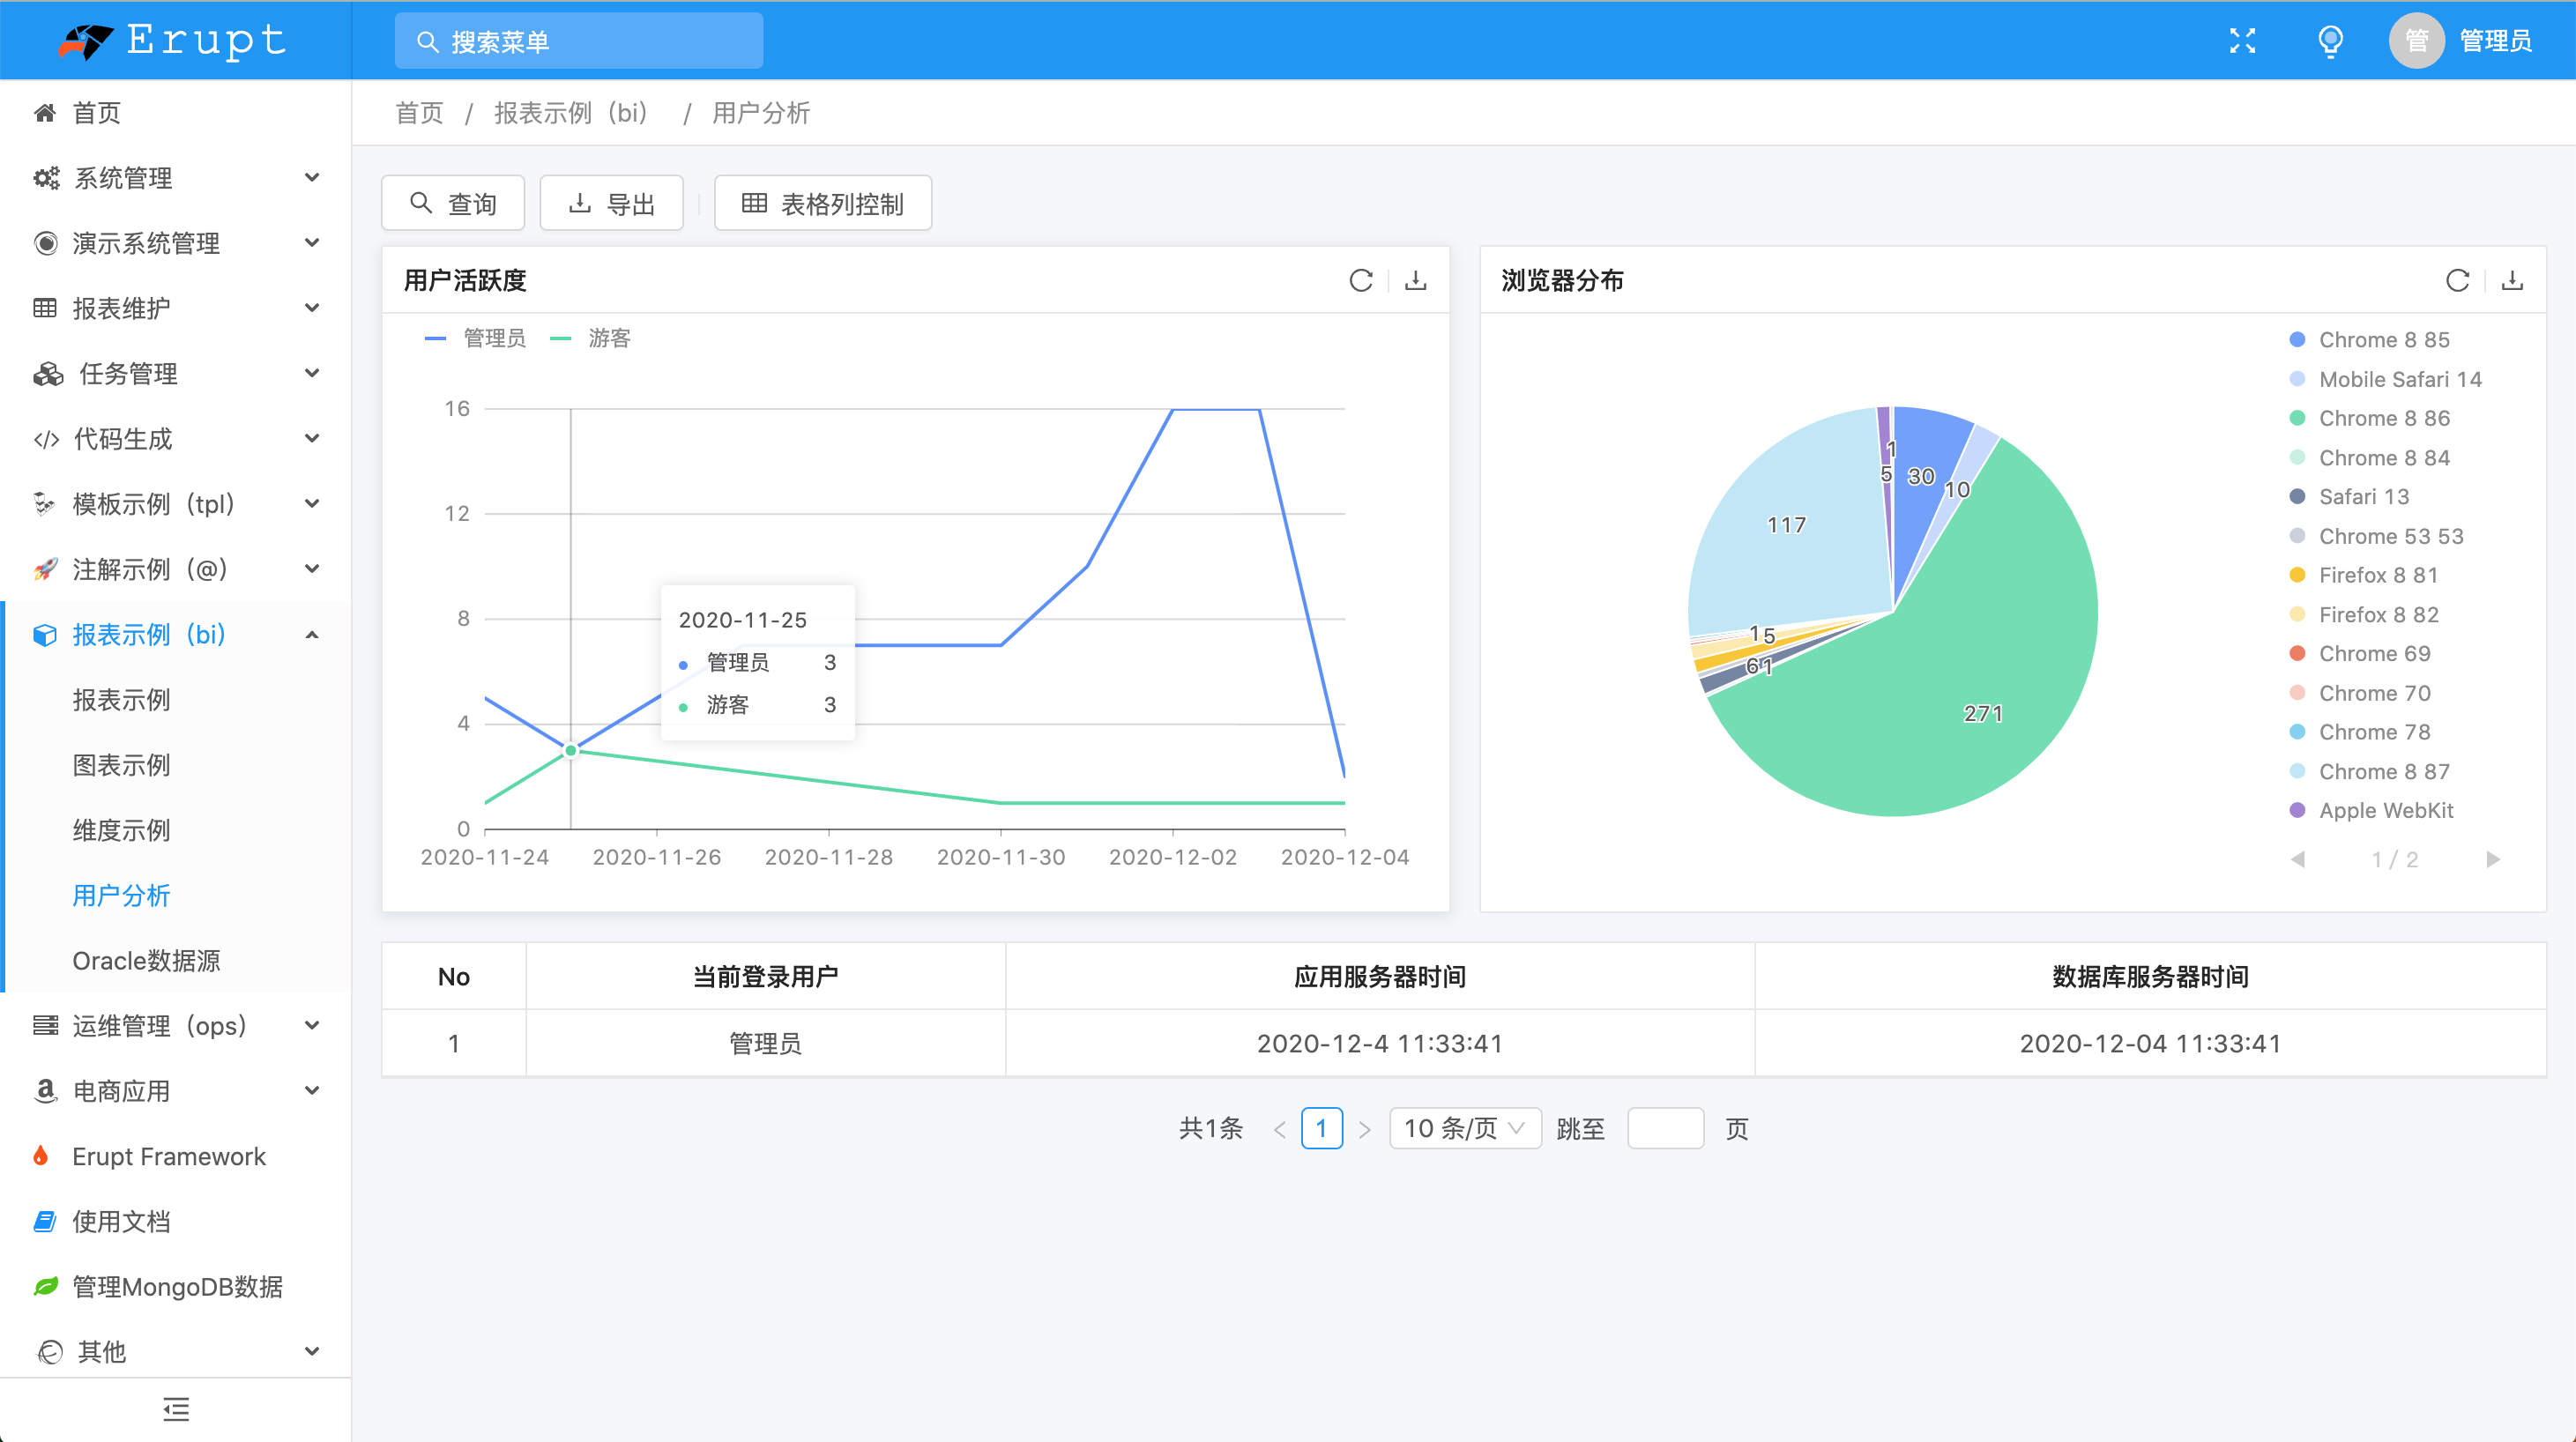 Erupt
搜索菜单
管 管理员
首页
系统管理
演示系统管理
报表维护
任务管理
代码生成
模板示例（tpl）
注解示例（@）
报表示例（bi）
报表示例
图表示例
维度示例
用户分析
Oracle数据源
运维管理（ops）
电商应用
Erupt Framework
使用文档
管理MongoDB数据
其他
首页 / 报表示例（bi） / 用户分析
查询 导出 表格列控制
用户活跃度
管理员 游客
16
12
8
4
0
2020-11-24 2020-11-26 2020-11-28 2020-11-30 2020-12-02 2020-12-04
2020-11-25
管理员 3
游客 3
浏览器分布
1
5 30
10
117
1 5
6 1
271
Chrome 8 85
Mobile Safari 14
Chrome 8 86
Chrome 8 84
Safari 13
Chrome 53 53
Firefox 8 81
Firefox 8 82
Chrome 69
Chrome 70
Chrome 78
Chrome 8 87
Apple WebKit
1 / 2
No 当前登录用户 应用服务器时间 数据库服务器时间
1 管理员 2020-12-4 11:33:41 2020-12-04 11:33:41
共1条 < 1 > 10 条/页 跳至 页